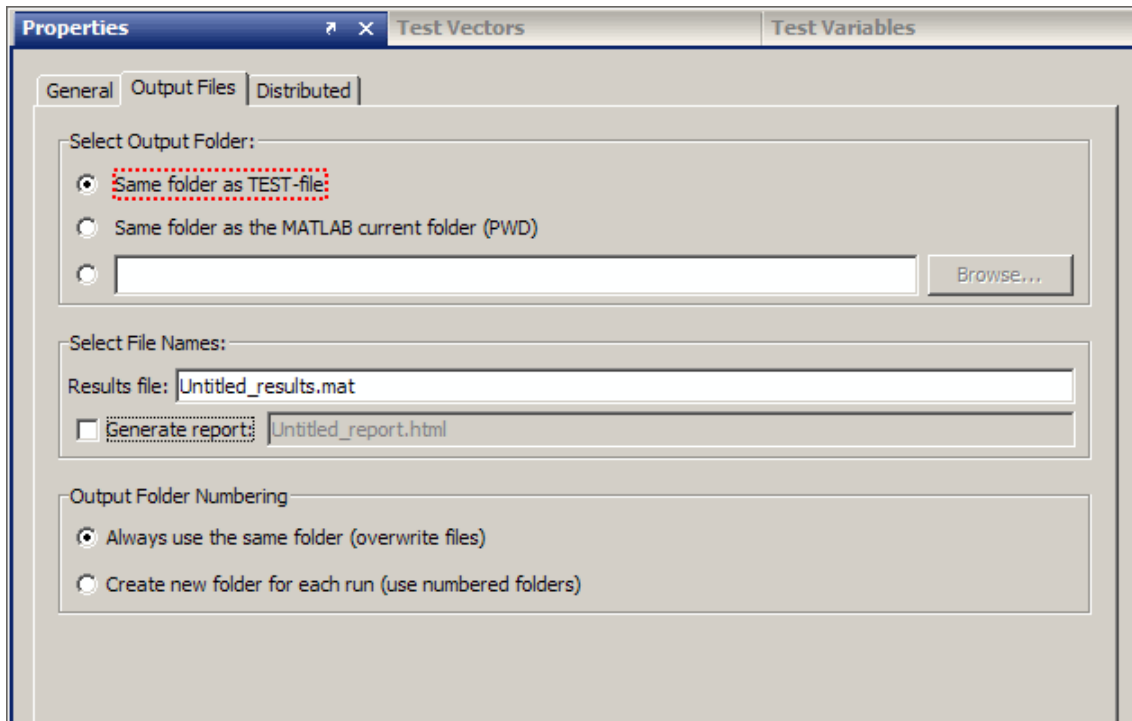 Properties Test Vectors Test Variables
General Output Files Distributed
Select Output Folder:
Same folder as TEST-file
Same folder as the MATLAB current folder (PWD)
Browse...
Select File Names:
Results file: Untitled_results.mat
Generate report: Untitled_report.html
Output Folder Numbering
Always use the same folder (overwrite files)
Create new folder for each run (use numbered folders)